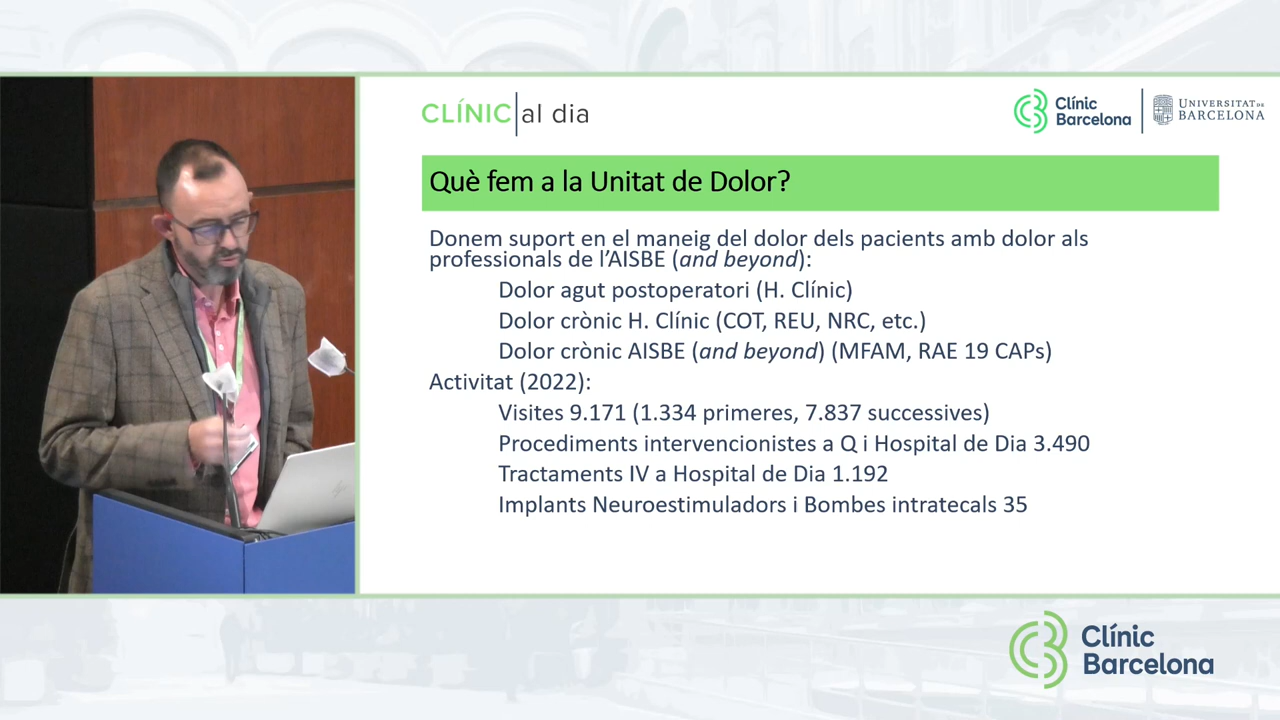 CLÍNIC al dia
Clínic
Barcelona
UNIVERSITAT DE
BARCELONA
Què fem a la Unitat de Dolor?
Donem suport en el maneig del dolor dels pacients amb dolor als
professionals de l’AISBE (and beyond):
Dolor agut postoperatori (H. Clínic)
Dolor crònic H. Clínic (COT, REU, NRC, etc.)
Dolor crònic AISBE (and beyond) (MFAM, RAE 19 CAPs)
Activitat (2022):
Visites 9.171 (1.334 primeres, 7.837 successives)
Procediments intervencionistes a Q i Hospital de Dia 3.490
Tractaments IV a Hospital de Dia 1.192
Implants Neuroestimuladors i Bombes intratecals 35
Clínic
Barcelona